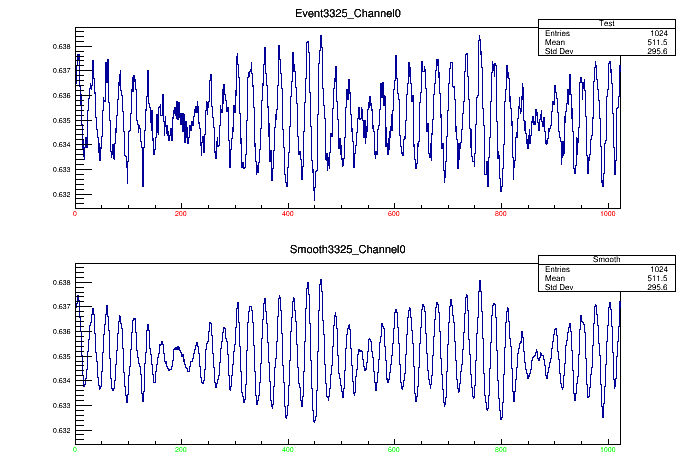 Event3325_Channel0
Test
Entries 1024
Mean 511.5
Std Dev 295.6
0.638
0.637
0.636
0.635
0.634
0.633
0.632
0 200 400 600 800 1000
Smooth3325_Channel0
Smooth
Entries 1024
Mean 511.5
Std Dev 295.6
0.638
0.637
0.636
0.635
0.634
0.633
0.632
0 200 400 600 800 1000